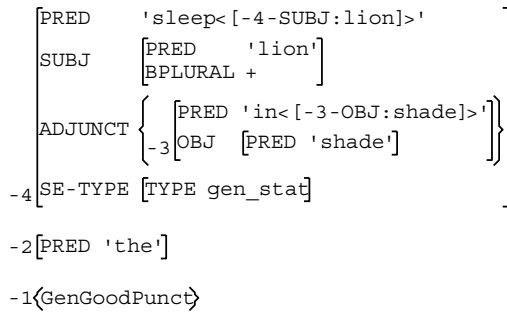 PRED 'sleep<[-4-SUBJ:lion]>'
SUBJ PRED 'lion'
BPLURAL +
ADJUNCT PRED 'in<[-3-OBJ:shade]>'
-3 OBJ PRED 'shade'
-4 SE-TYPE TYPE gen_stat
-2 PRED 'the'
-1 GenGoodPunct